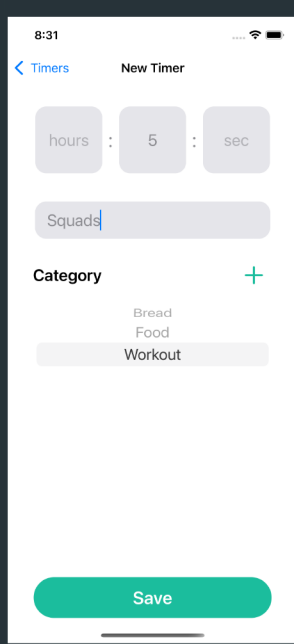 8:31
Timers New Timer
hours : 5 : sec
Squads
Category +
Bread
Food
Workout
Save